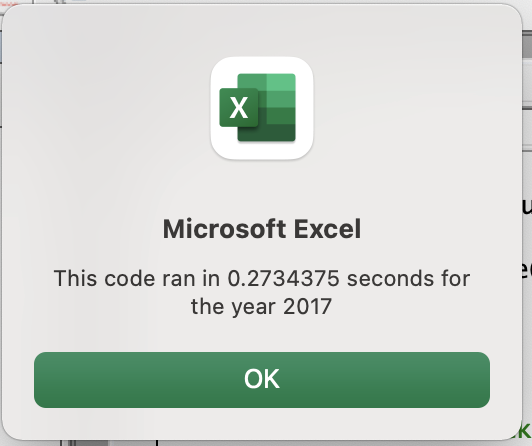 X
Microsoft Excel
This code ran in 0.2734375 seconds for
the year 2017
OK